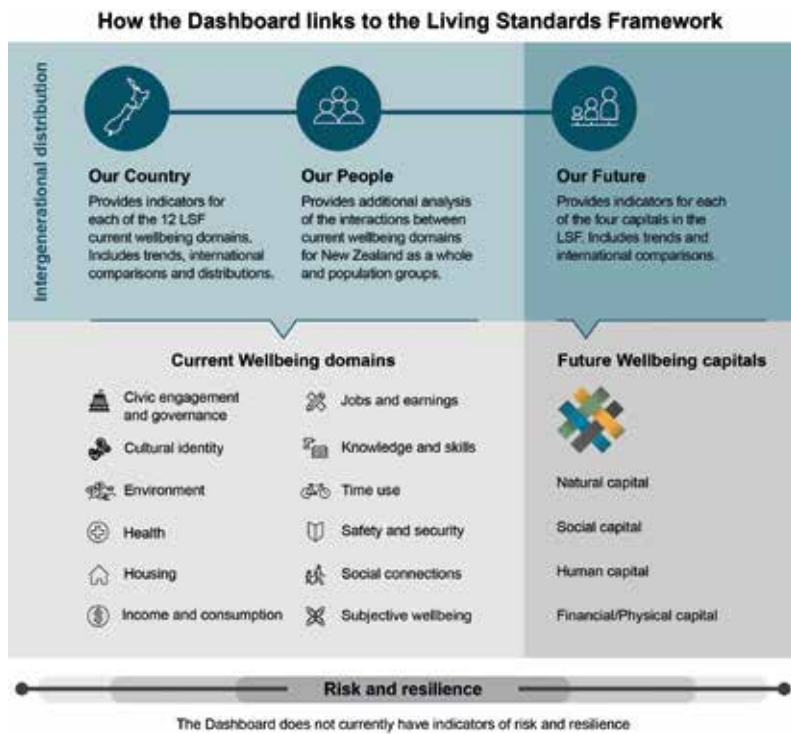 How the Dashboard links to the Living Standards Framework
Intergenerational distribution
Our Country
Provides indicators for
each of the 12 LSF
current wellbeing domains.
Includes trends, international
comparisons and distributions.
Our People
Provides additional analysis
of the interactions between
current wellbeing domains
for New Zealand as a whole
and population groups.
Our Future
Provides indicators for each
of the four capitals in the
LSF. Includes trends and
international comparisons.
Current Wellbeing domains
Civic engagement
and governance
Cultural identity
Environment
Health
Housing
Income and consumption
Jobs and earnings
Knowledge and skills
Time use
Safety and security
Social connections
Subjective wellbeing
Future Wellbeing capitals
Natural capital
Social capital
Human capital
Financial/Physical capital
Risk and resilience
The Dashboard does not currently have indicators of risk and resilience